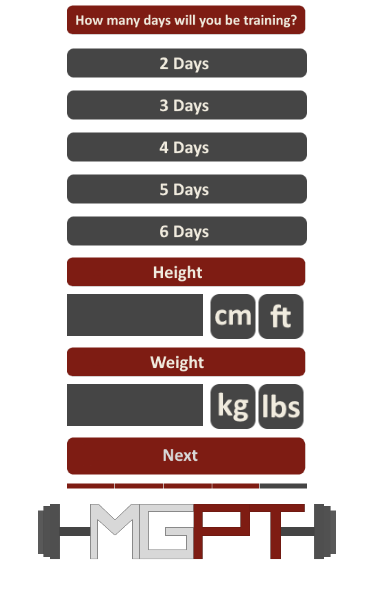 How many days will you be training?
2 Days
3 Days
4 Days
5 Days
6 Days
Height
cm ft
Weight
kg lbs
Next
MGPT